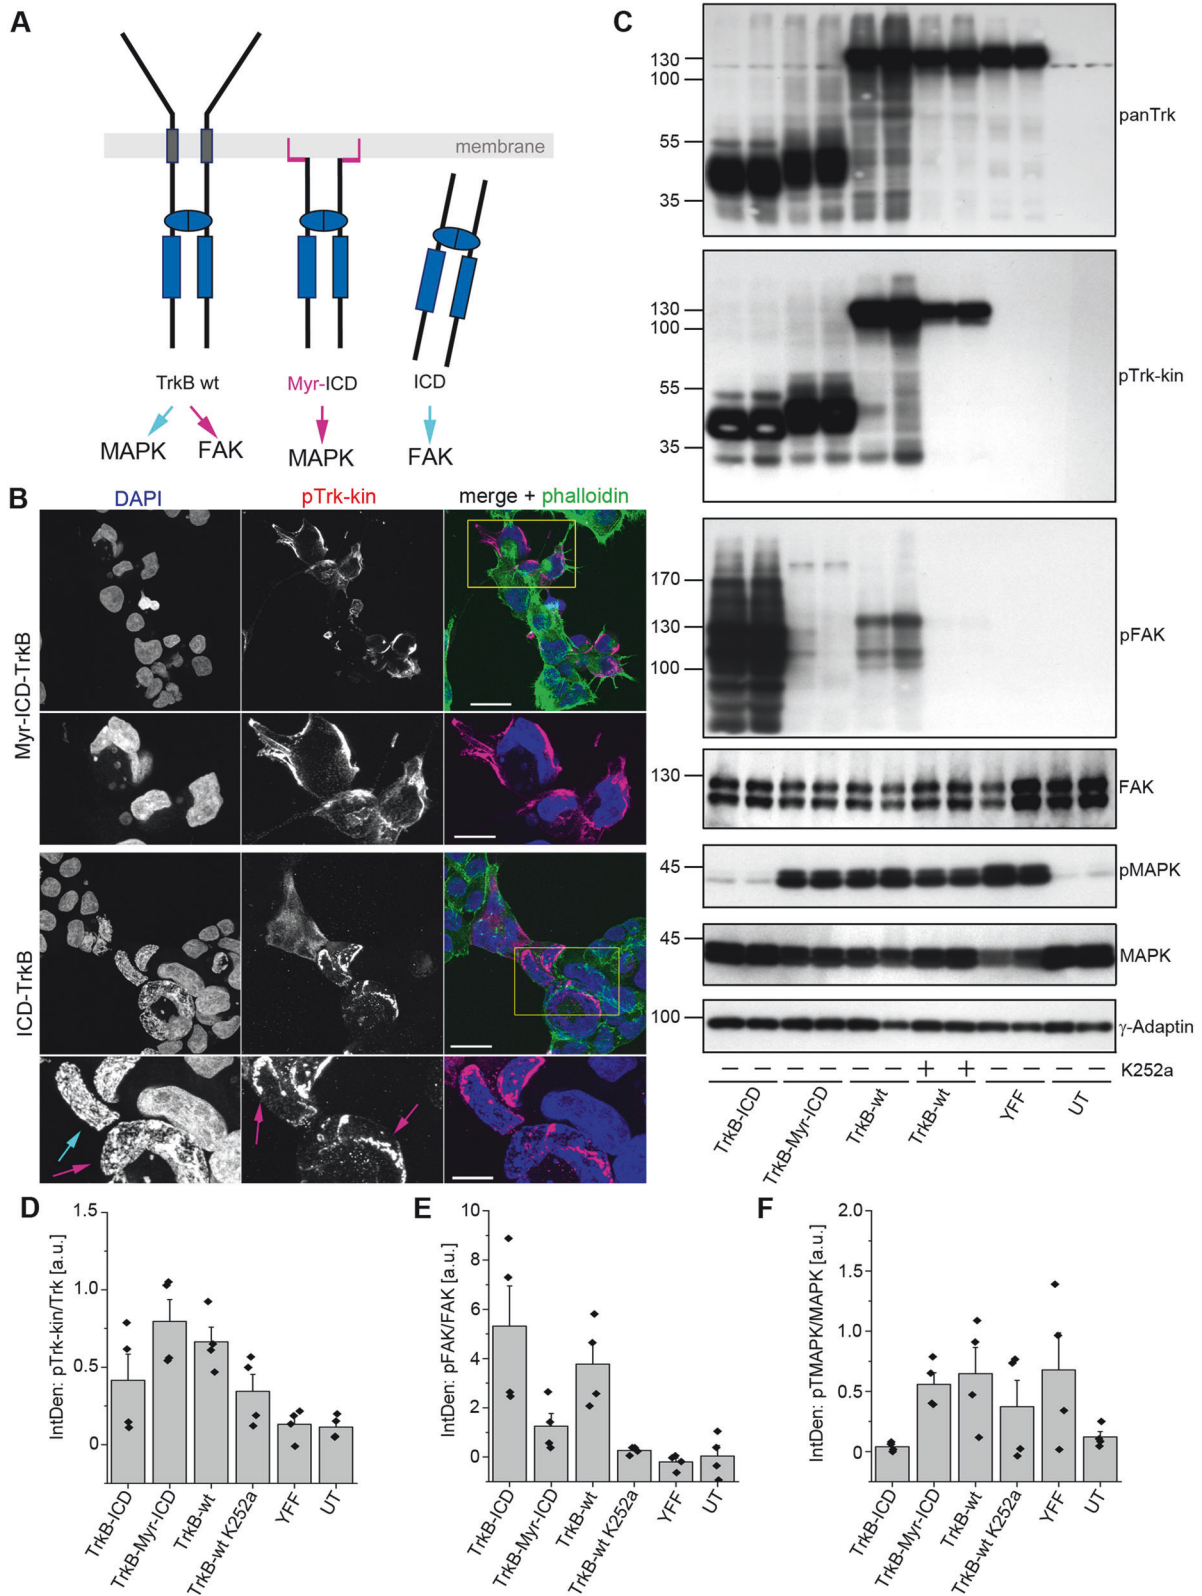 A
membrane
TrkB wt
Myr-ICD
ICD
MAPK
FAK
MAPK
FAK
B
DAPI
pTrk-kin
merge + phalloidin
Myr-ICD-TrkB
ICD-TrkB
C
130
100
55
35
panTrk
130
100
55
35
pTrk-kin
170
130
100
pFAK
130
FAK
45
pMAPK
45
MAPK
100
γ-Adaptin
– – – – – – + + – – – – K252a
TrkB-ICD
TrkB-Myr-ICD
TrkB-wt
TrkB-wt
YFF
UT
D
IntDen: pTrk-kin/Trk [a.u.]
1.5
1.0
0.5
0
TrkB-ICD
TrkB-Myr-ICD
TrkB-wt
TrkB-wt K252a
YFF
UT
E
IntDen: pFAK/FAK [a.u.]
10
8
6
4
2
0
TrkB-ICD
TrkB-Myr-ICD
TrkB-wt
TrkB-wt K252a
YFF
UT
F
IntDen: pTMAPK/MAPK [a.u.]
2.0
1.5
1.0
0.5
0
TrkB-ICD
TrkB-Myr-ICD
TrkB-wt
TrkB-wt K252a
YFF
UT